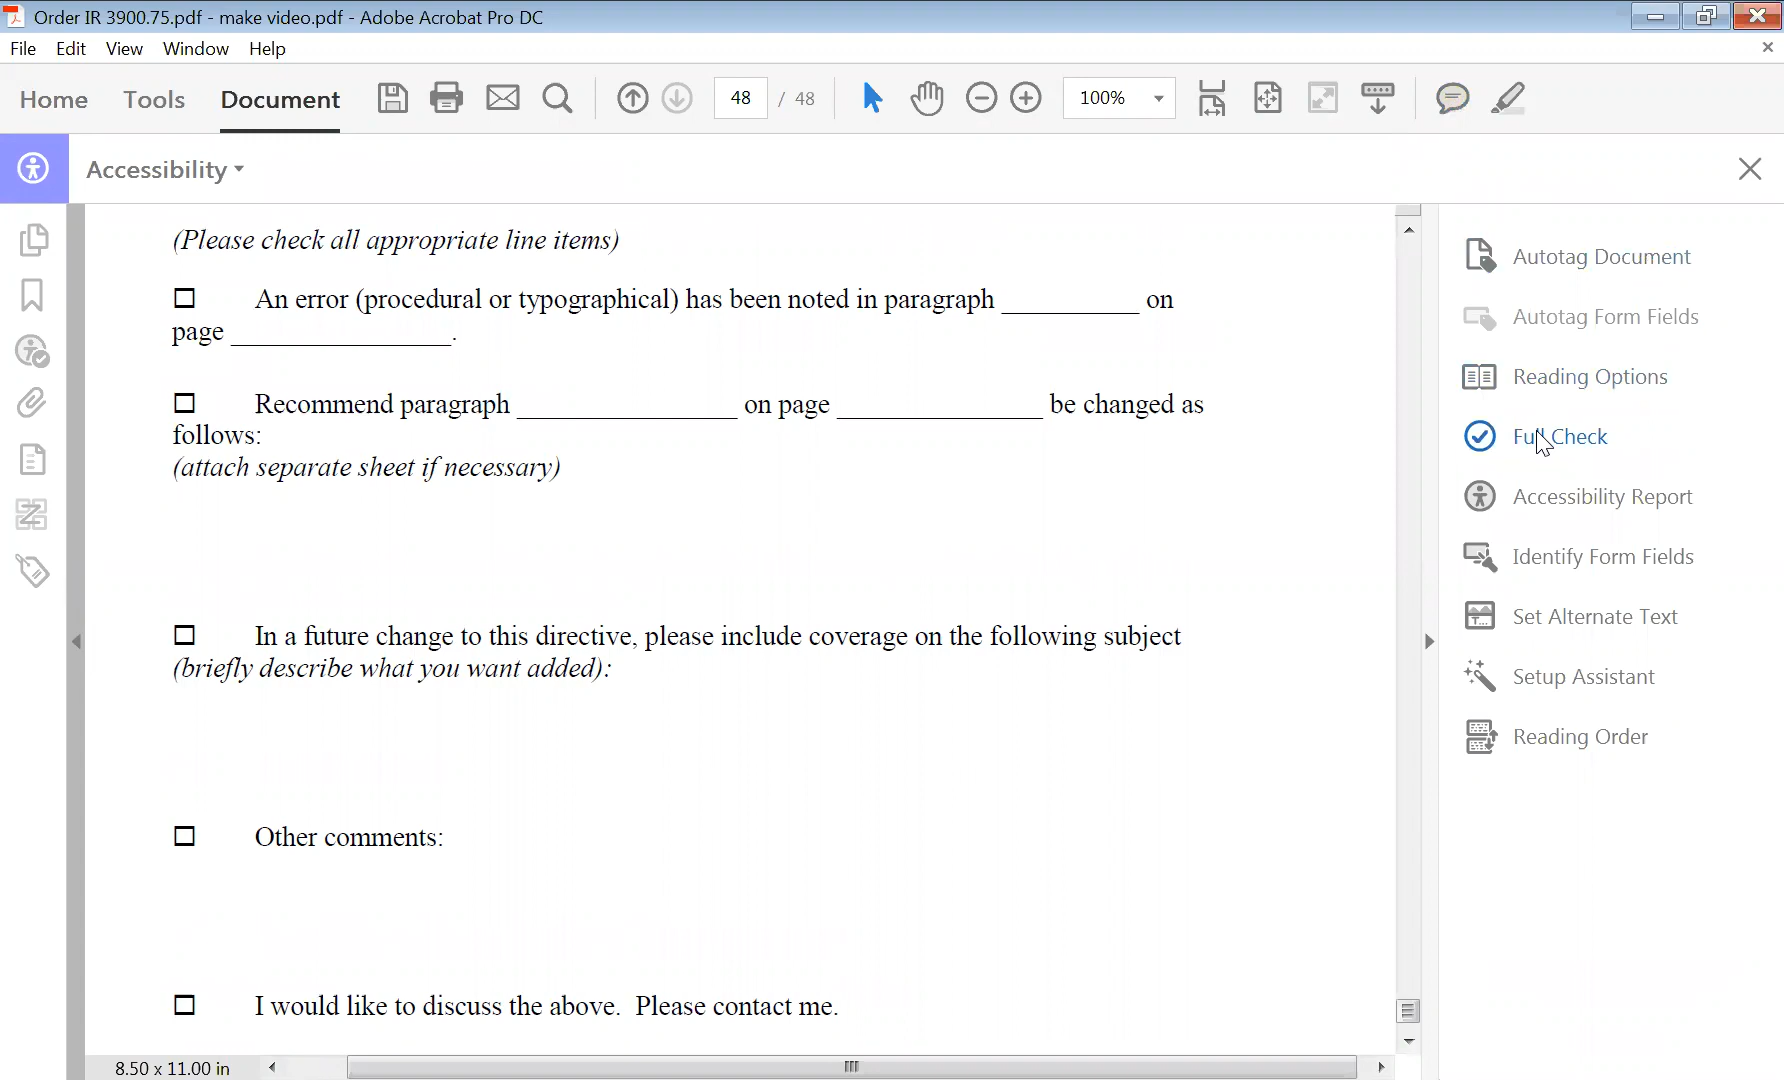 Order IR 3900.75.pdf - make video.pdf - Adobe Acrobat Pro DC
File Edit View Window Help
Home Tools Document 48 / 48 100%
Accessibility
(Please check all appropriate line items)
An error (procedural or typographical) has been noted in paragraph __________ on
page ________________.
Recommend paragraph ________________ on page _______________ be changed as
follows:
(attach separate sheet if necessary)
In a future change to this directive, please include coverage on the following subject
(briefly describe what you want added):
Other comments:
I would like to discuss the above.  Please contact me.
8.50 x 11.00 in
Autotag Document
Autotag Form Fields
Reading Options
Full Check
Accessibility Report
Identify Form Fields
Set Alternate Text
Setup Assistant
Reading Order